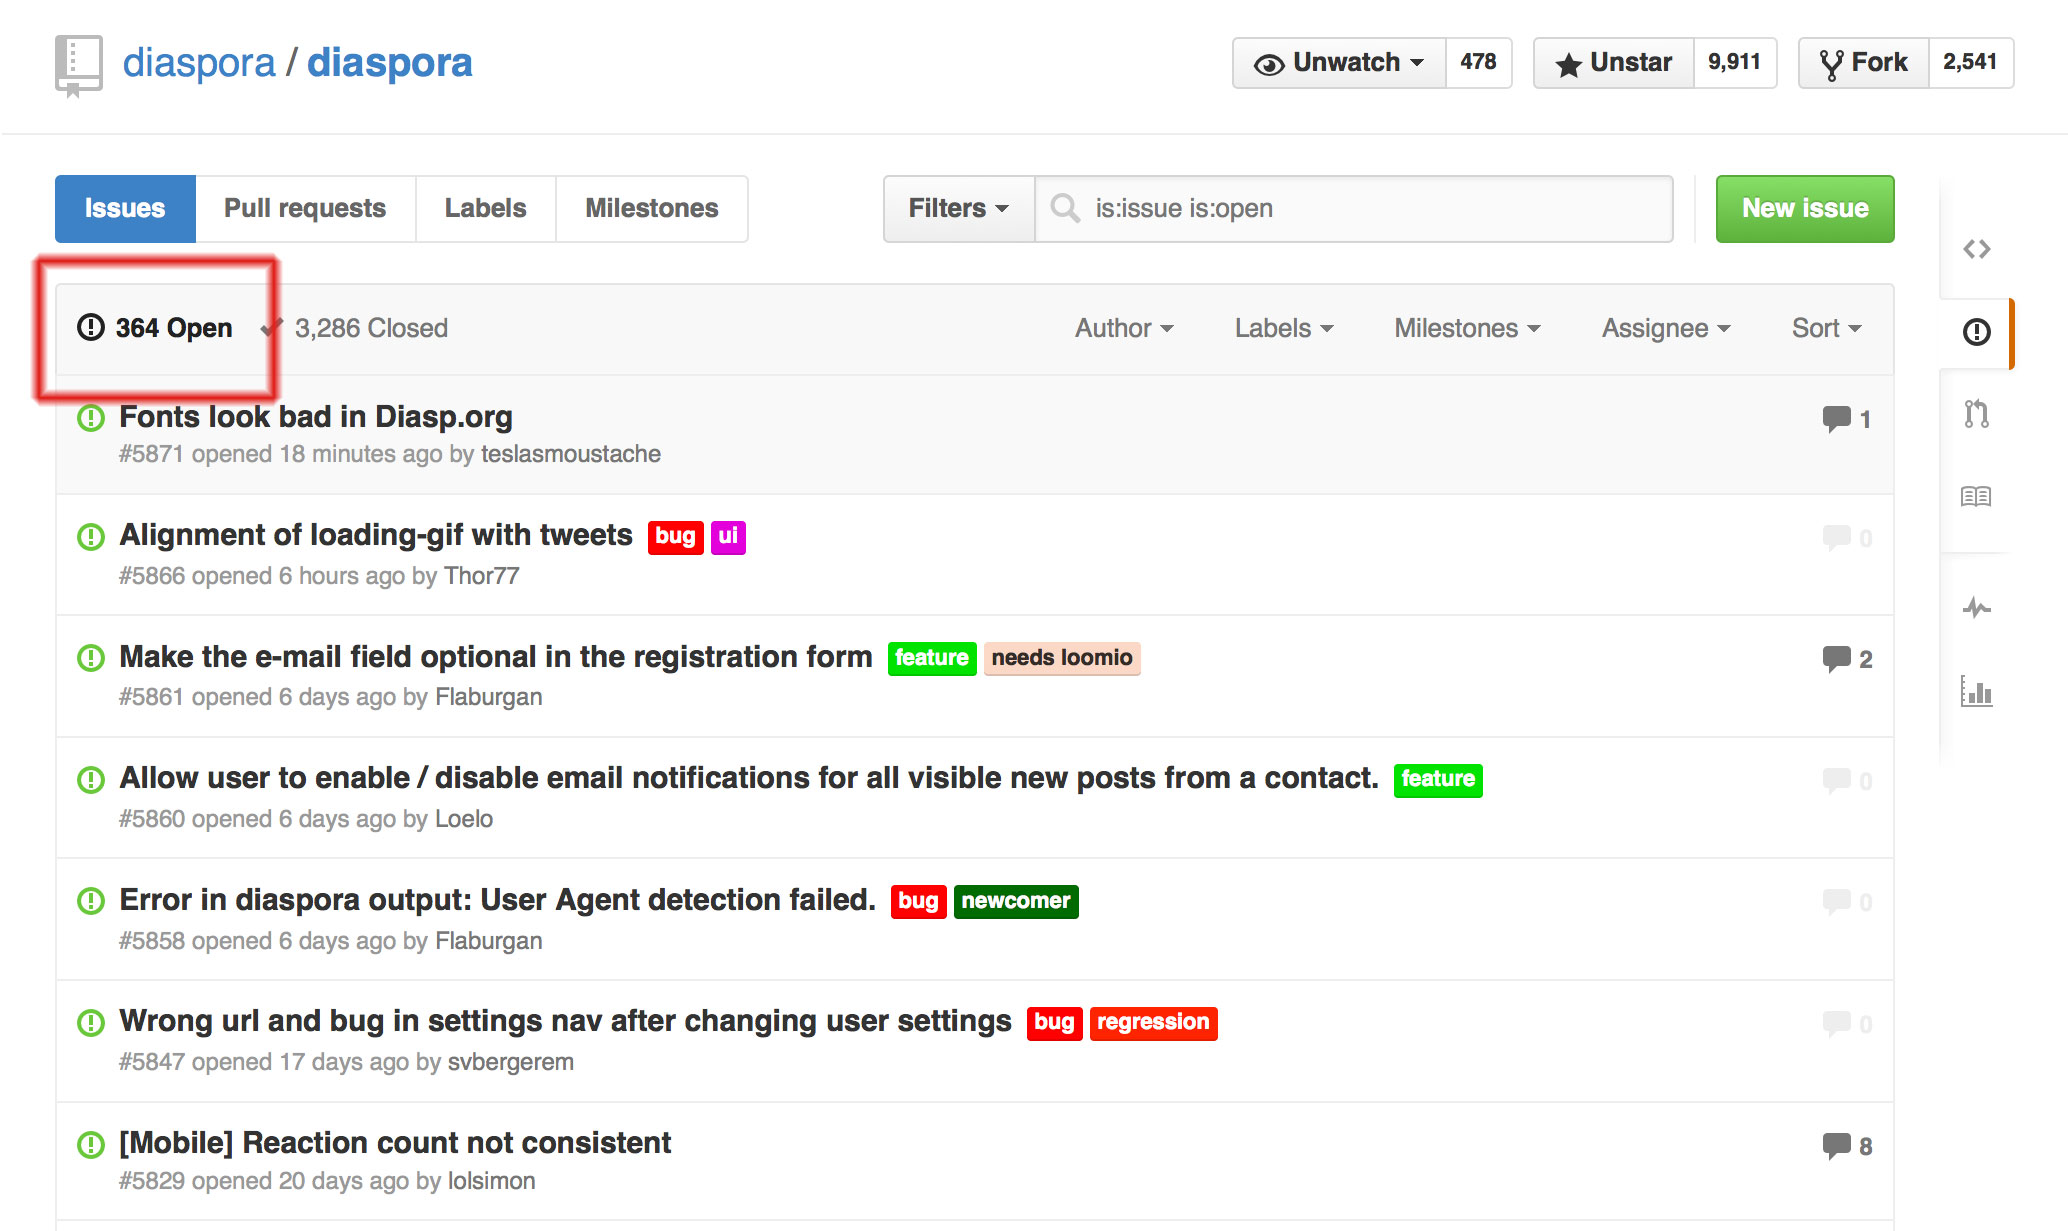 diaspora / diaspora
Unwatch 478 Unstar 9,911 Fork 2,541
Issues Pull requests Labels Milestones Filters is:issue is:open New issue
364 Open 3,286 Closed Author Labels Milestones Assignee Sort
Fonts look bad in Diasp.org 1
#5871 opened 18 minutes ago by teslasmoustache
Alignment of loading-gif with tweets bug ui 0
#5866 opened 6 hours ago by Thor77
Make the e-mail field optional in the registration form feature needs loomio 2
#5861 opened 6 days ago by Flaburgan
Allow user to enable / disable email notifications for all visible new posts from a contact. feature 0
#5860 opened 6 days ago by Loelo
Error in diaspora output: User Agent detection failed. bug newcomer 0
#5858 opened 6 days ago by Flaburgan
Wrong url and bug in settings nav after changing user settings bug regression 0
#5847 opened 17 days ago by svbergerem
[Mobile] Reaction count not consistent 8
#5829 opened 20 days ago by lolsimon